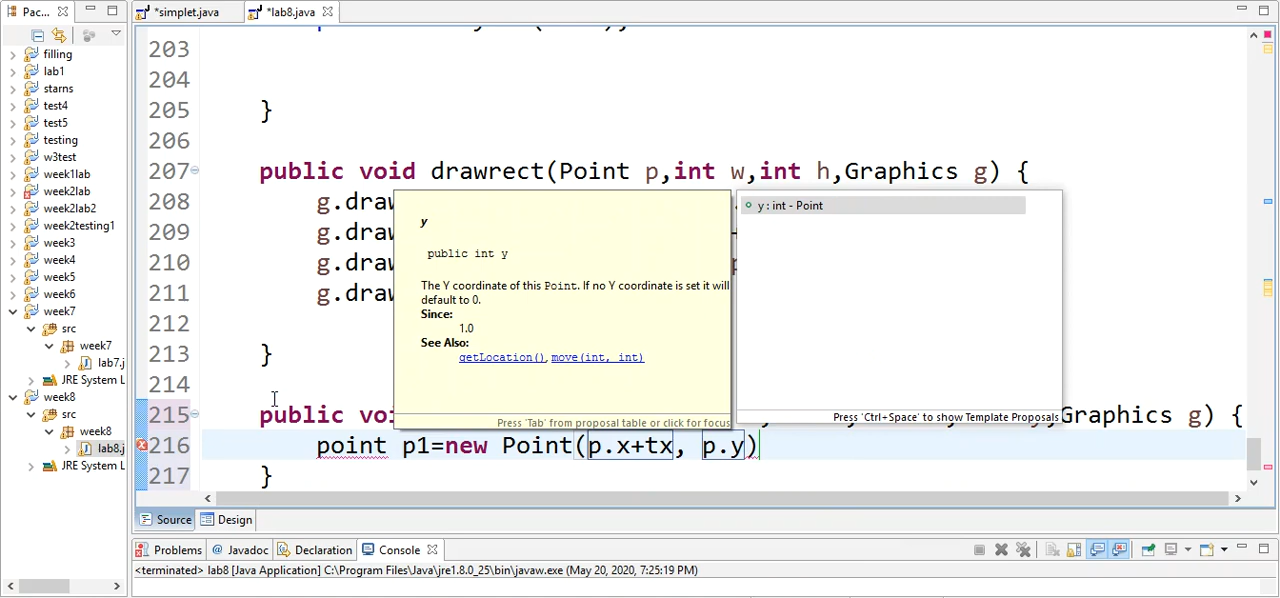 Pac...
*simplet.java
*lab8.java
filling
lab1
starns
test4
test5
testing
w3test
week1lab
week2lab
week2lab2
week2testing1
week3
week4
week5
week6
week7
src
week7
lab7.j
JRE System L
week8
src
week8
lab8.j
JRE System L
203
204
205 }
206
207 public void drawrect(Point p,int w,int h,Graphics g) {
208 g.draw
209 g.draw
210 g.draw
211 g.draw
212
213 }
214
215 public voi Graphics g) {
216 point p1=new Point(p.x+tx, p.y)
217 }
y
public int y
The Y coordinate of this Point. If no Y coordinate is set it will
default to 0.
Since:
1.0
See Also:
getLocation(), move(int, int)
Press 'Tab' from proposal table or click for focus
y : int - Point
Press 'Ctrl+Space' to show Template Proposals
Source Design
Problems @ Javadoc Declaration Console
<terminated> lab8 [Java Application] C:\Program Files\Java\jre1.8.0_25\bin\javaw.exe (May 20, 2020, 7:25:19 PM)